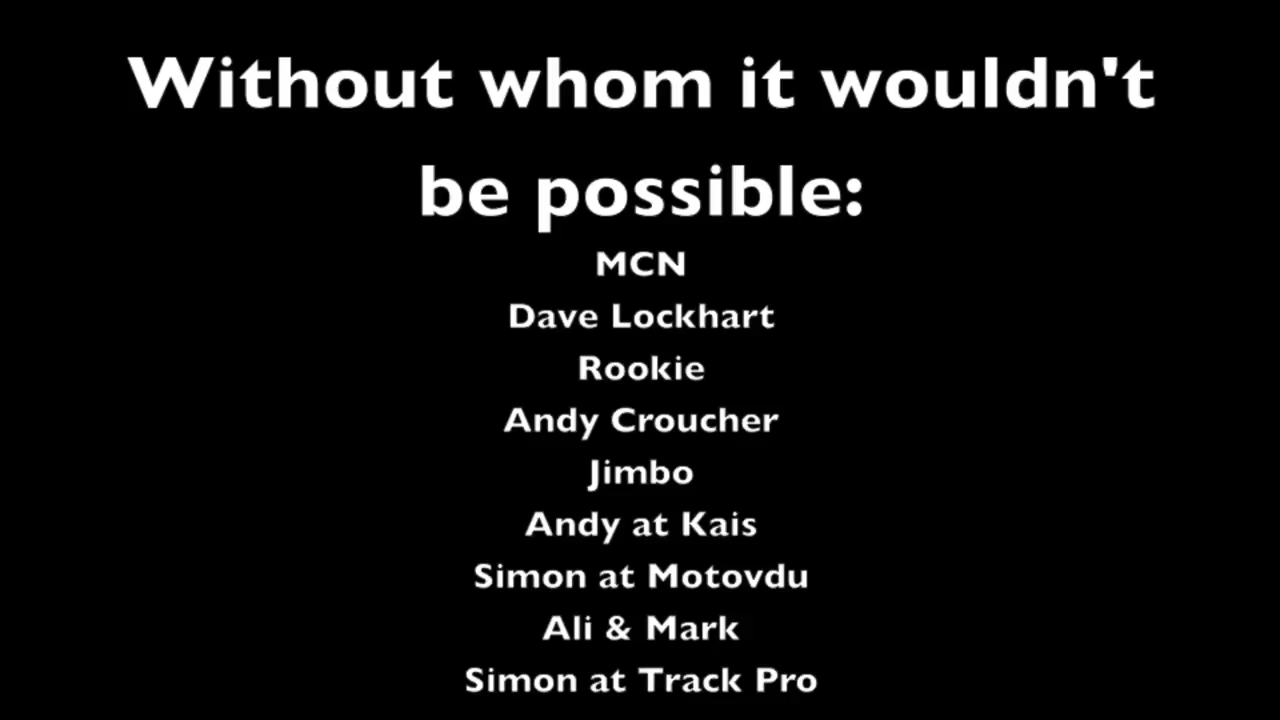 Without whom it wouldn't
be possible:
MCN
Dave Lockhart
Rookie
Andy Croucher
Jimbo
Andy at Kais
Simon at Motovdu
Ali & Mark
Simon at Track Pro